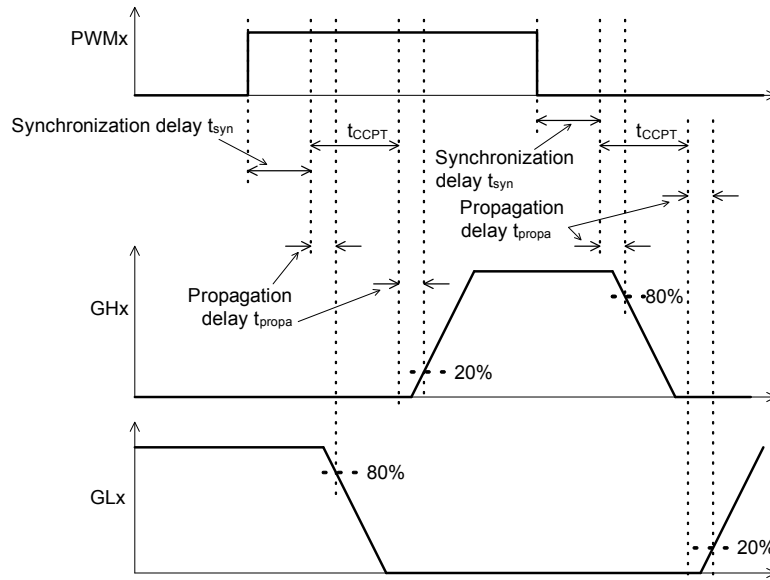 PWMx
Synchronization delay tsyn
tCCPT
Synchronization
delay tsyn
tCCPT
Propagation
delay tpropa
Propagation
delay tpropa
GHx
80%
20%
GLx
80%
20%